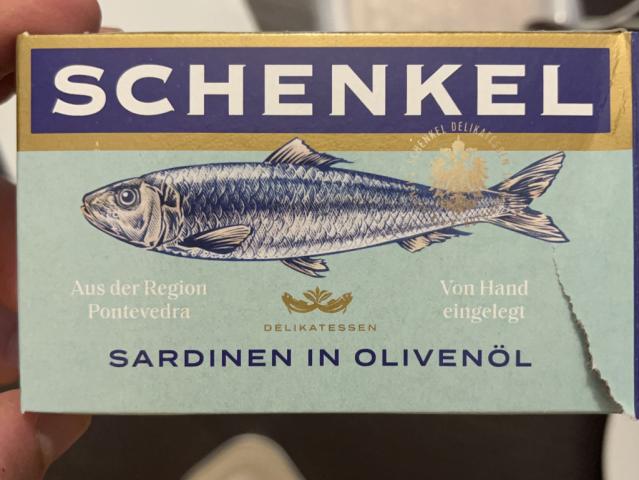 SCHENKEL
SCHENKEL DELIKATESSEN
Aus der Region
Pontevedra
Von Hand
eingelegt
DELIKATESSEN
SARDINEN IN OLIVENÖL